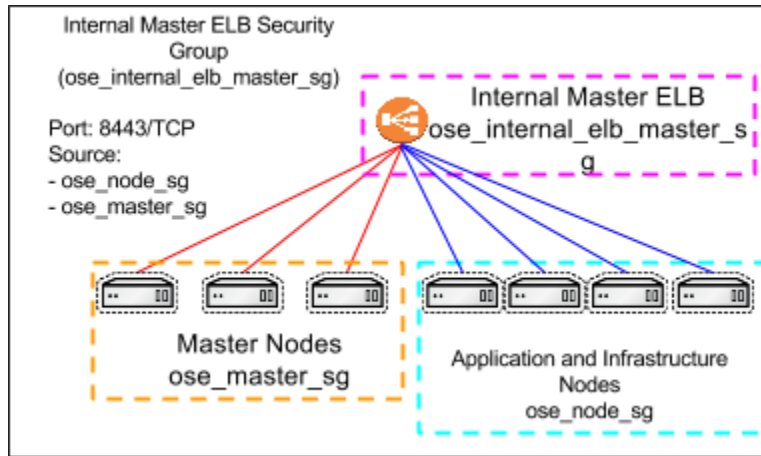 Internal Master ELB Security
Group
(ose_internal_elb_master_sg)
Port: 8443/TCP
Source:
- ose_node_sg
- ose_master_sg
Internal Master ELB
ose_internal_elb_master_s
g
Master Nodes
ose_master_sg
Application and Infrastructure
Nodes
ose_node_sg